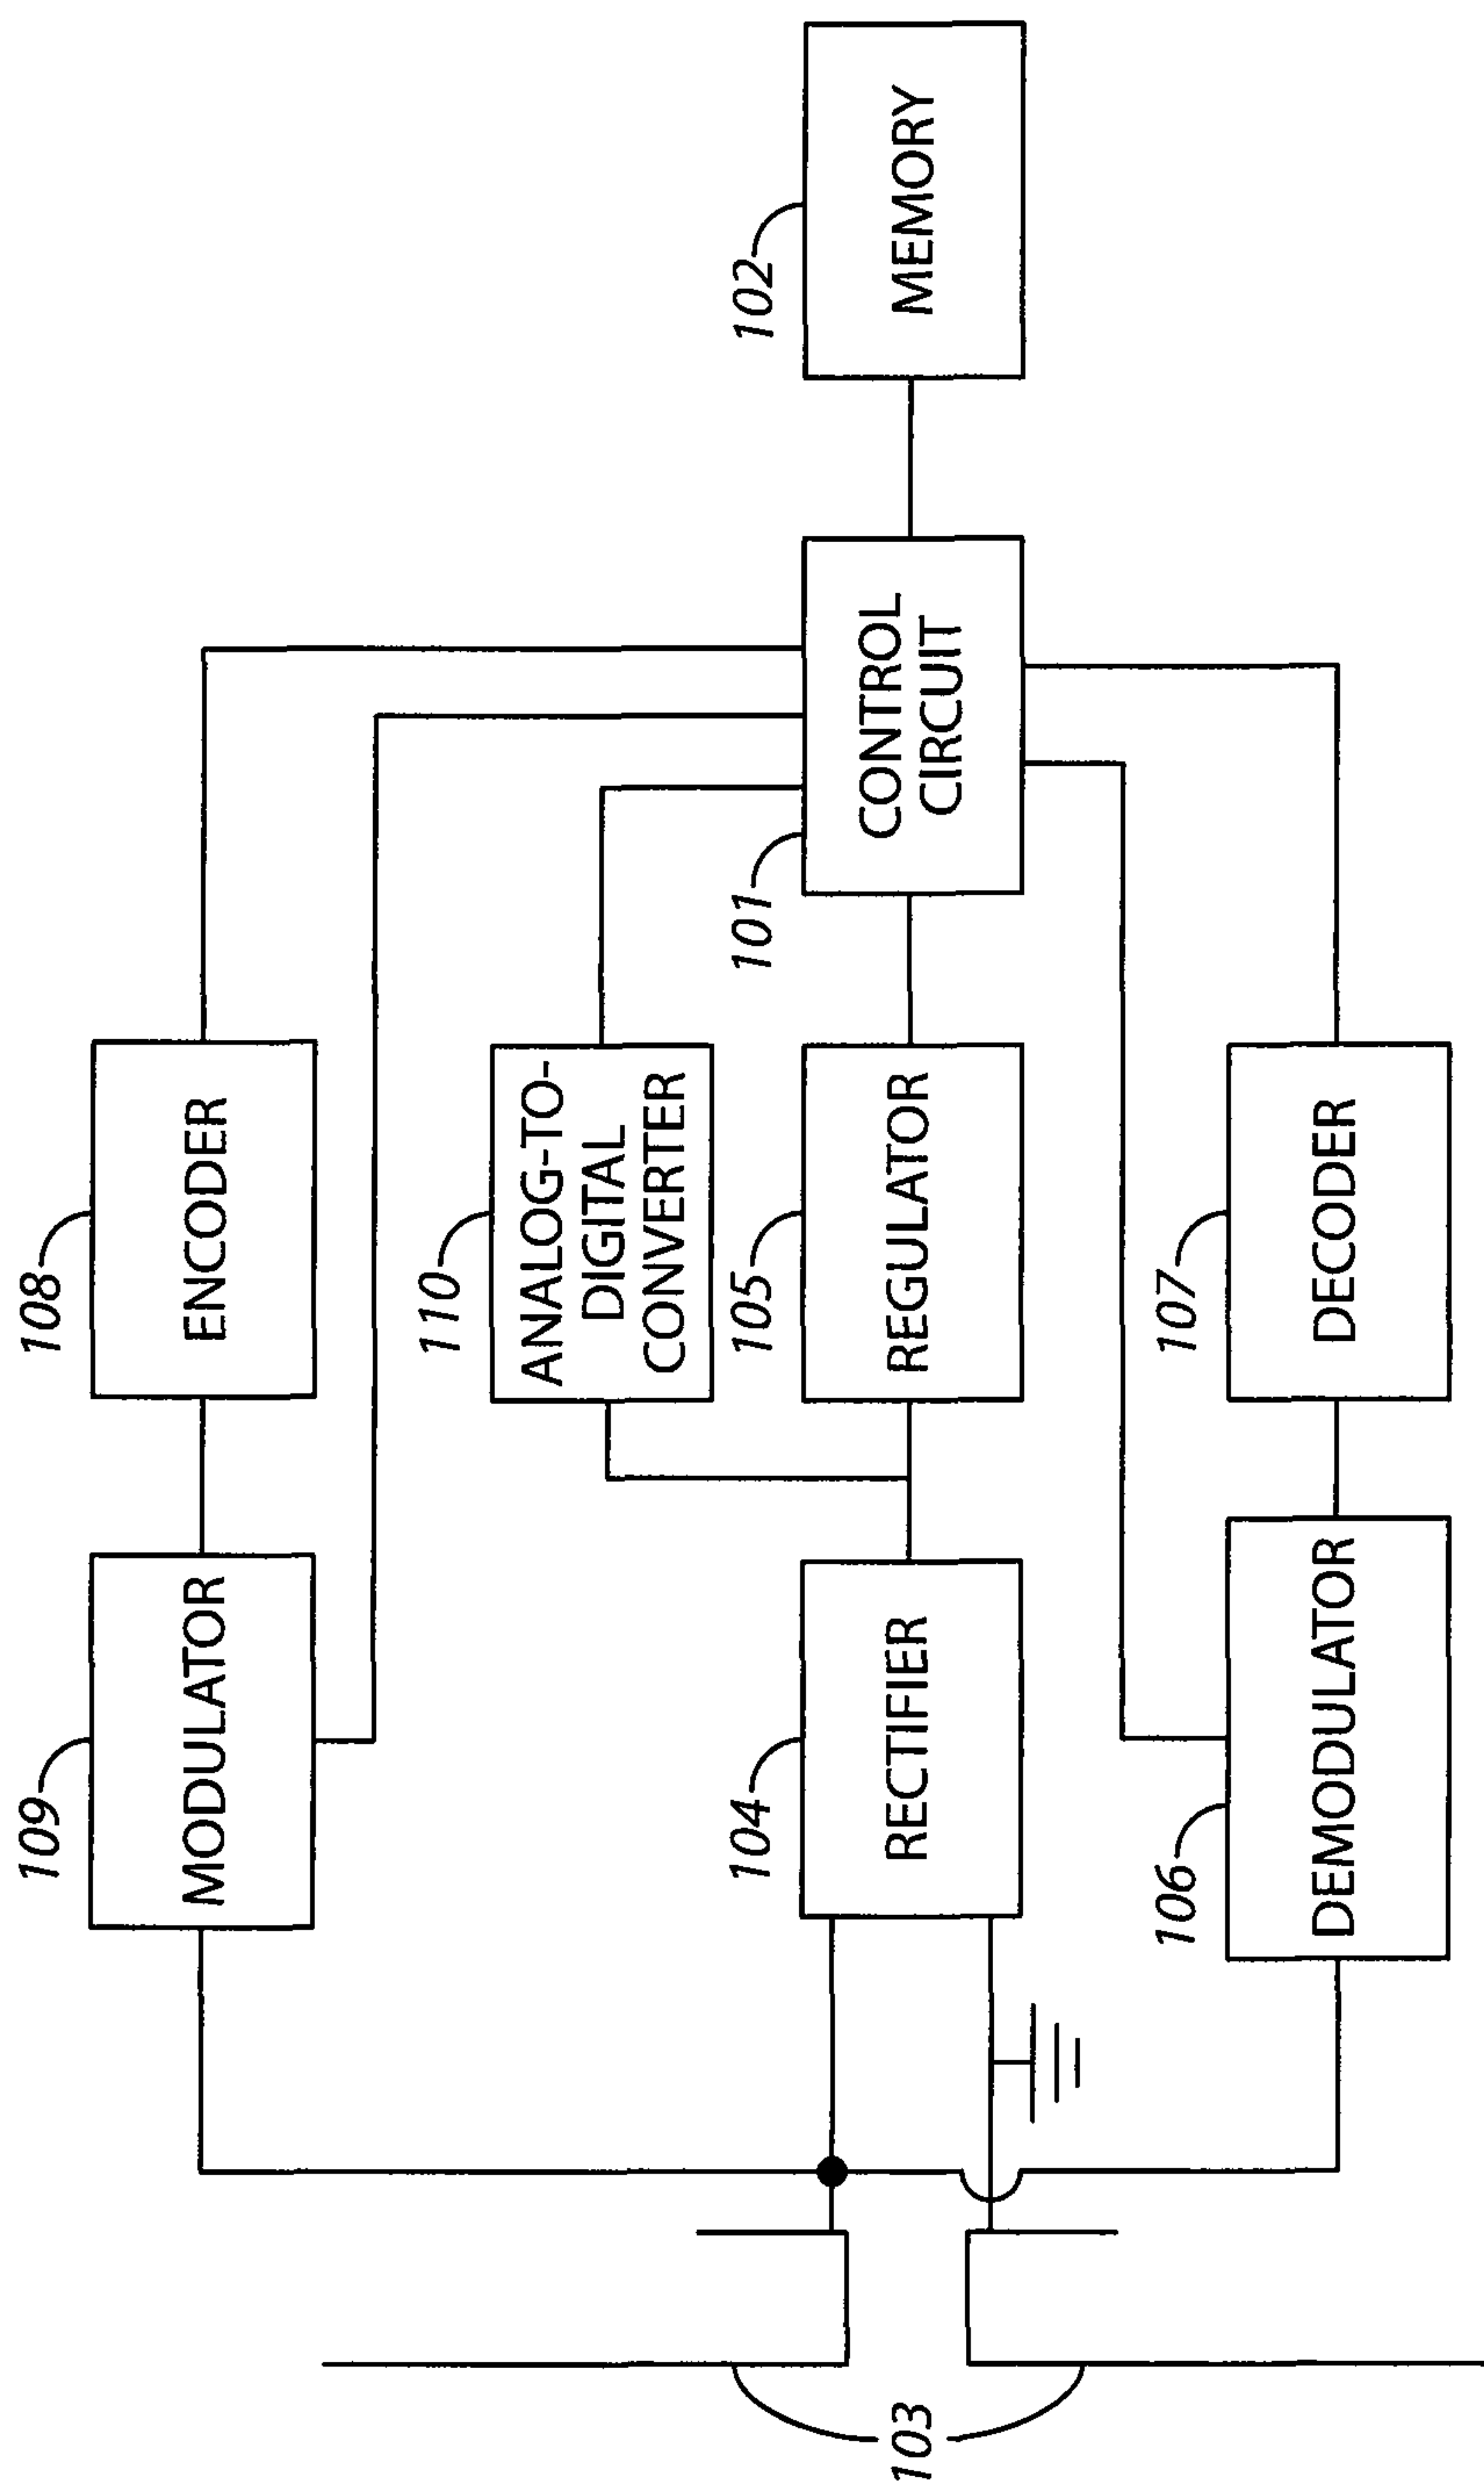 109
MODULATOR
108
ENCODER
110
ANALOG-TO-
DIGITAL
CONVERTER
103
104
RECTIFIER
105
REGULATOR
101
CONTROL
CIRCUIT
102
MEMORY
106
DEMODULATOR
107
DECODER